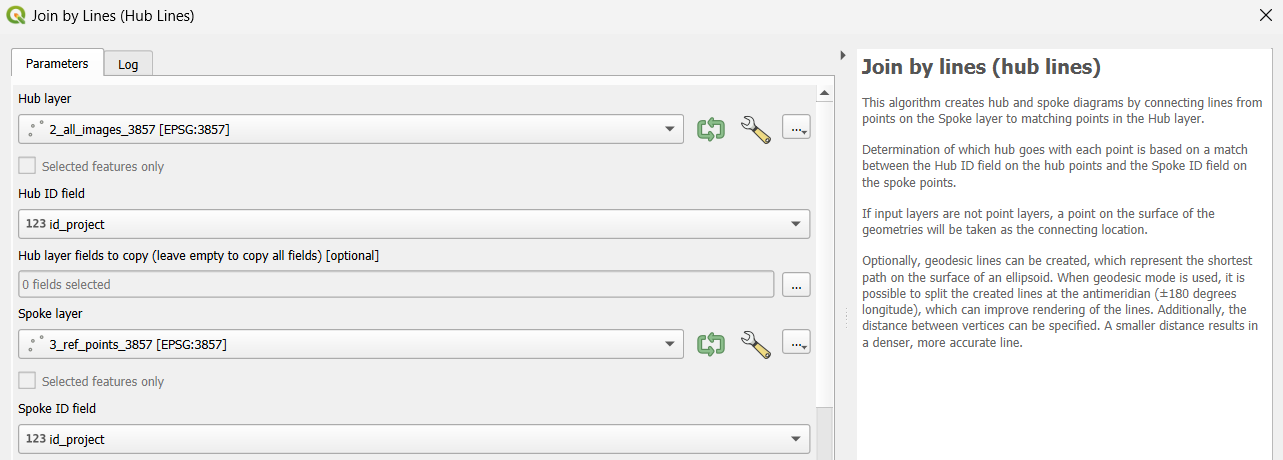 Join by Lines (Hub Lines)
Parameters
Log
Hub layer
2_all_images_3857 [EPSG:3857]
...
Selected features only
Hub ID field
123 id_project
Hub layer fields to copy (leave empty to copy all fields) [optional]
0 fields selected
...
Spoke layer
3_ref_points_3857 [EPSG:3857]
...
Selected features only
Spoke ID field
123 id_project
Join by lines (hub lines)
This algorithm creates hub and spoke diagrams by connecting lines from
points on the Spoke layer to matching points in the Hub layer.
Determination of which hub goes with each point is based on a match
between the Hub ID field on the hub points and the Spoke ID field on
the spoke points.
If input layers are not point layers, a point on the surface of the
geometries will be taken as the connecting location.
Optionally, geodesic lines can be created, which represent the shortest
path on the surface of an ellipsoid. When geodesic mode is used, it is
possible to split the created lines at the antimeridian (±180 degrees
longitude), which can improve rendering of the lines. Additionally, the
distance between vertices can be specified. A smaller distance results in
a denser, more accurate line.